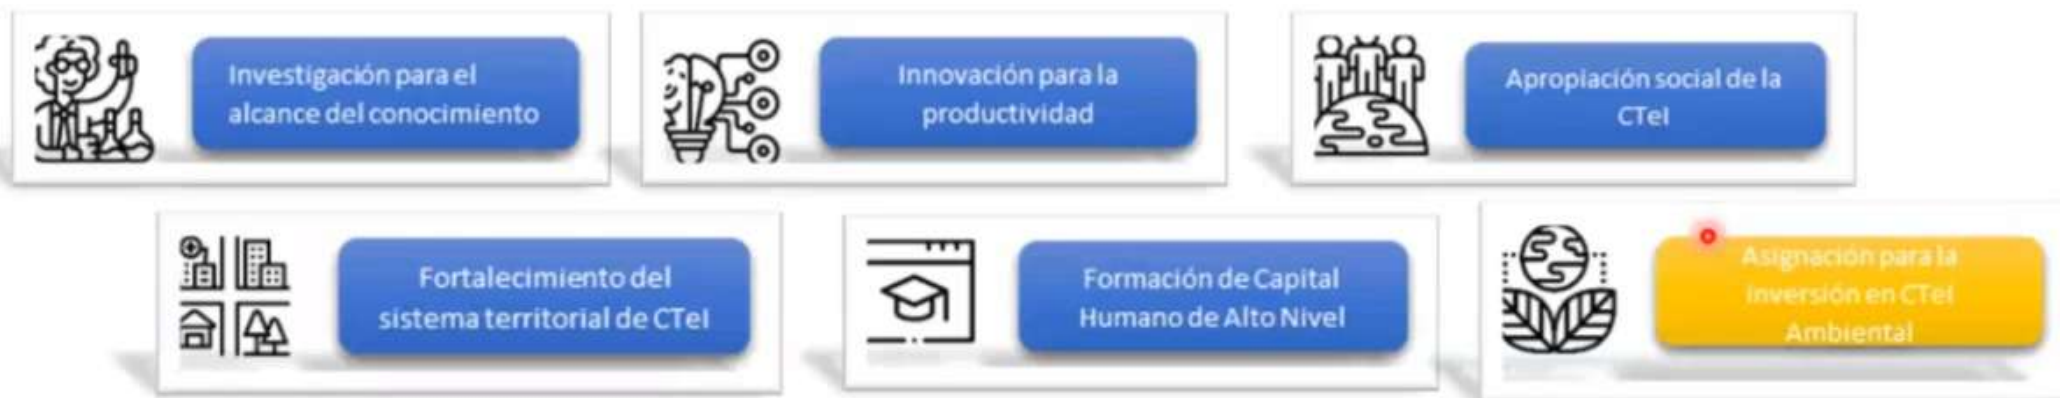 Investigación para el
alcance del conocimiento
Innovación para la
productividad
Apropiación social de la
CTeI
Fortalecimiento del
sistema territorial de CTeI
Formación de Capital
Humano de Alto Nivel
Asignación para la
Inversión en CTeI
Ambiental